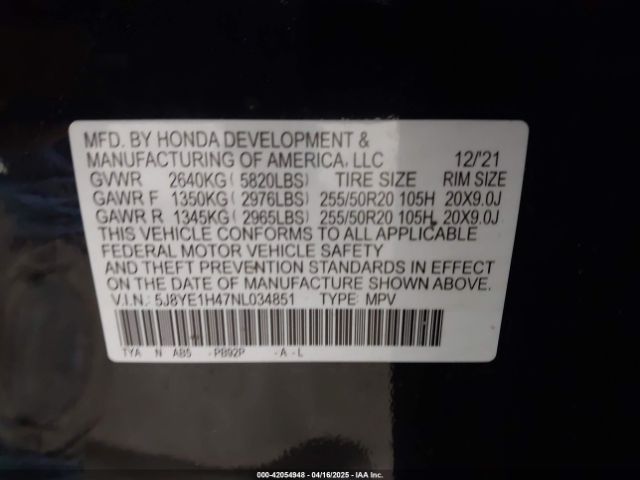 MFD. BY HONDA DEVELOPMENT &
MANUFACTURING OF AMERICA, LLC 12/'21
GVWR 2640KG( 5820LBS) TIRE SIZE RIM SIZE
GAWR F 1350KG( 2976LBS) 255/50R20 105H 20X9.0J
GAWR R 1345KG( 2965LBS) 255/50R20 105H 20X9.0J
THIS VEHICLE CONFORMS TO ALL APPLICABLE
FEDERAL MOTOR VEHICLE SAFETY
AND THEFT PREVENTION STANDARDS IN EFFECT
ON THE DATE OF MANUFACTURE SHOWN ABOVE.
V.I.N.: 5J8YE1H47NL034851 TYPE: MPV
TYA N AB5 -PB92P -A-L
000-42054948 - 04/16/2025 - IAA Inc.